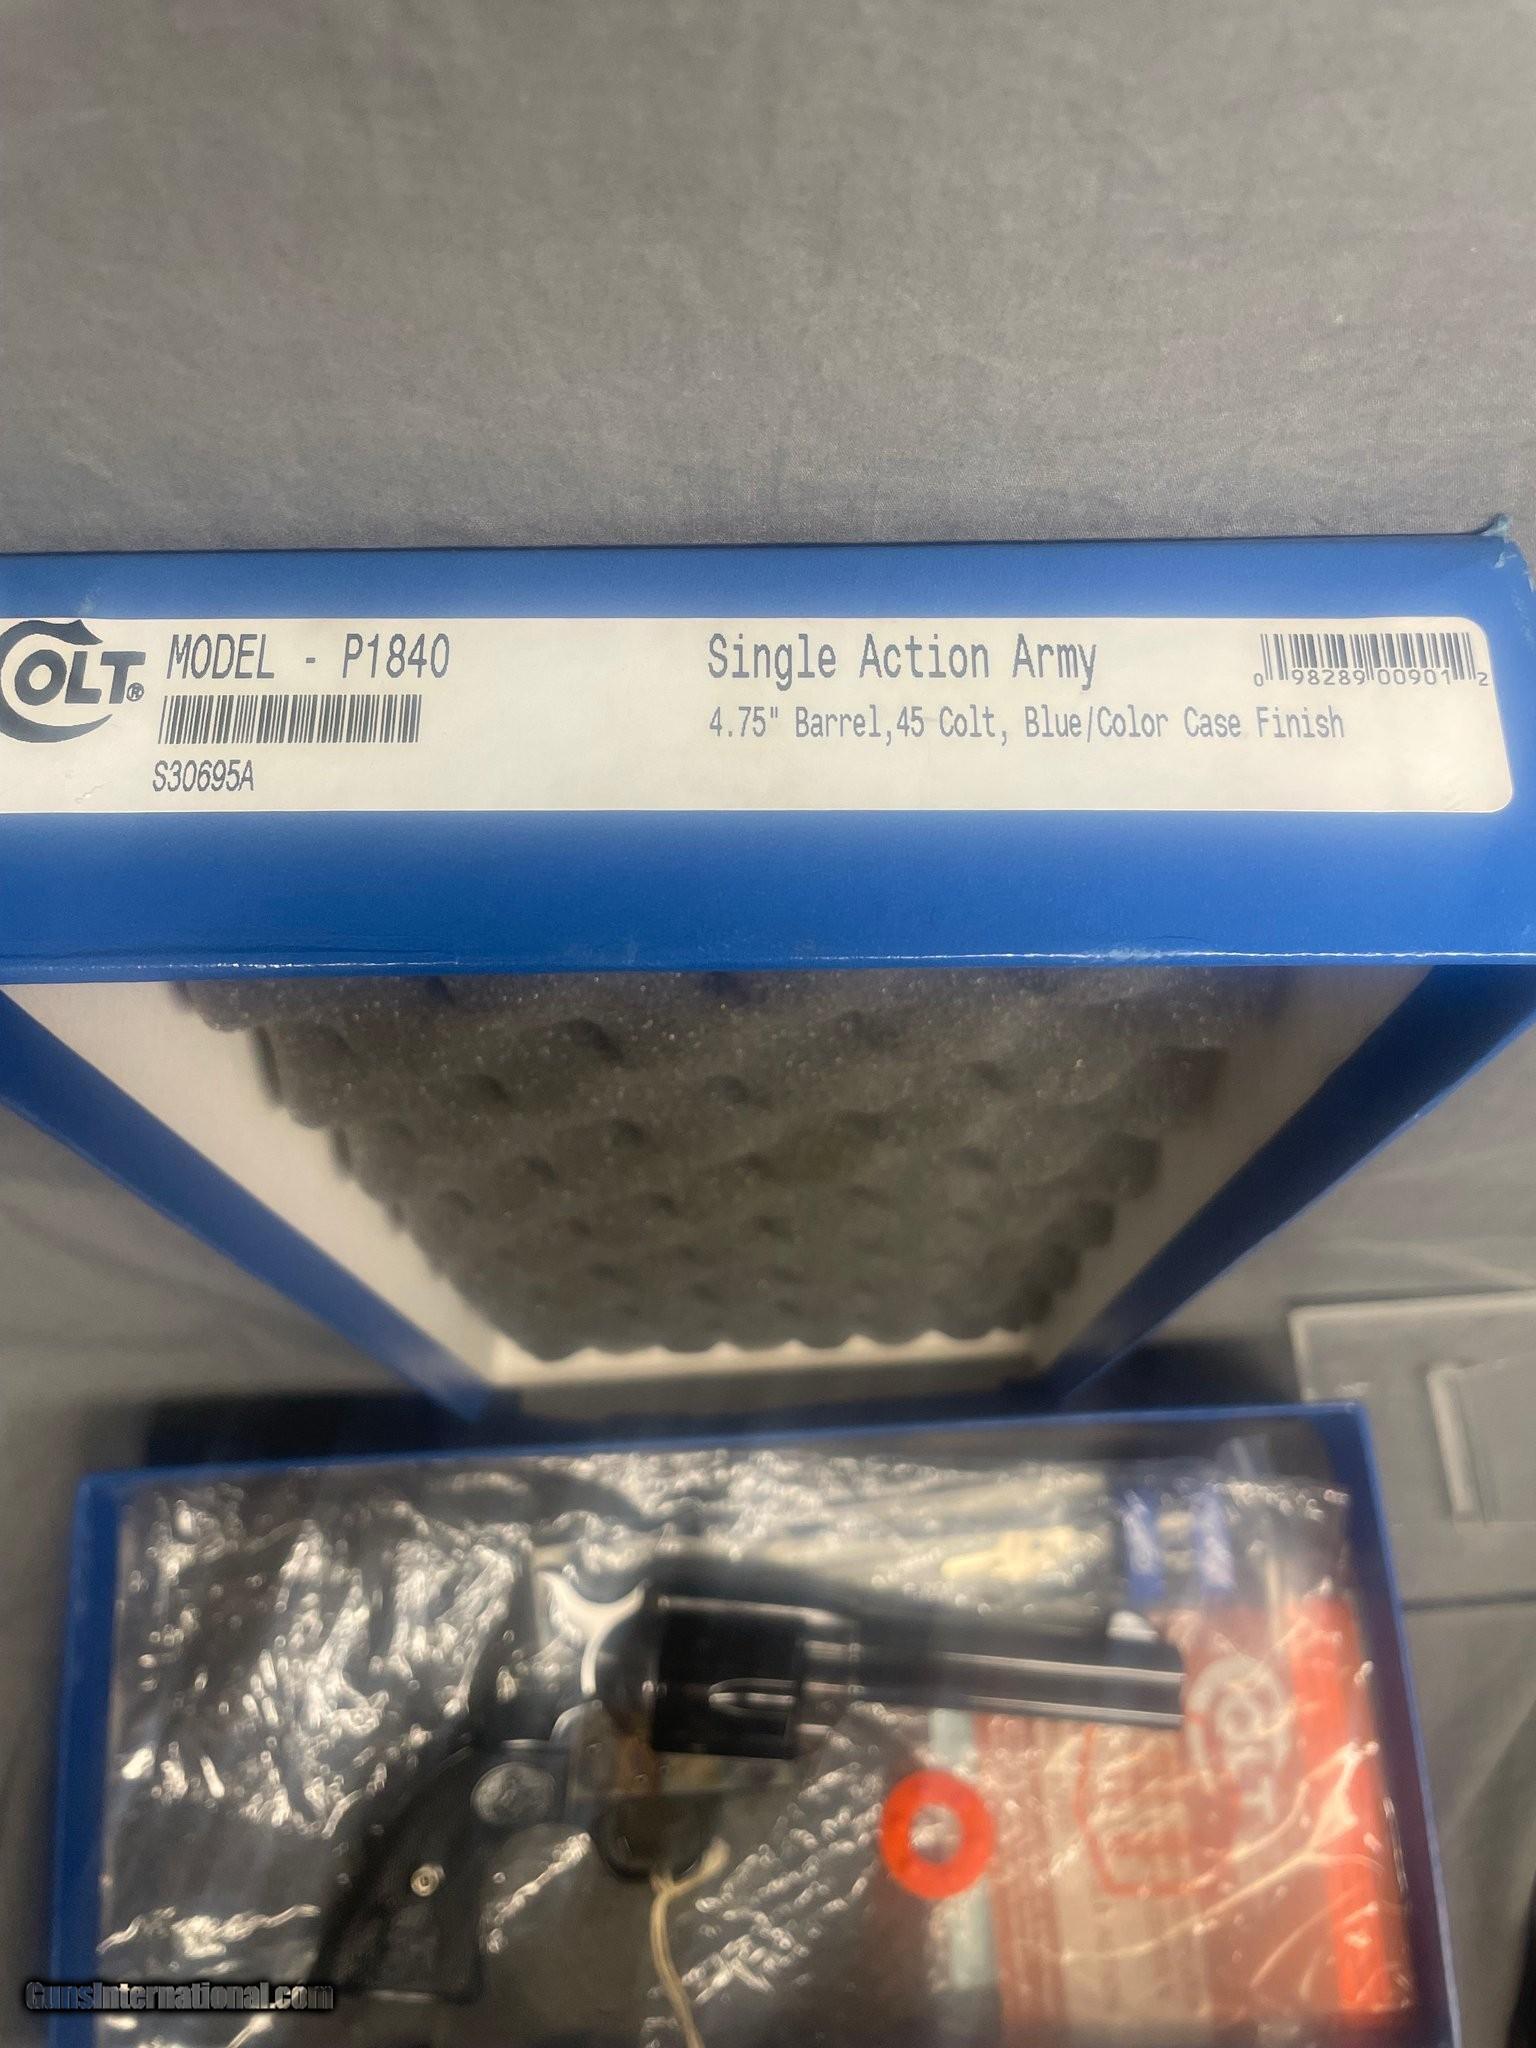 COLT®
MODEL - P1840
S30695A
Single Action Army
4.75" Barrel,45 Colt, Blue/Color Case Finish
0 98289 00901 2
COLT
GunsInternational.com